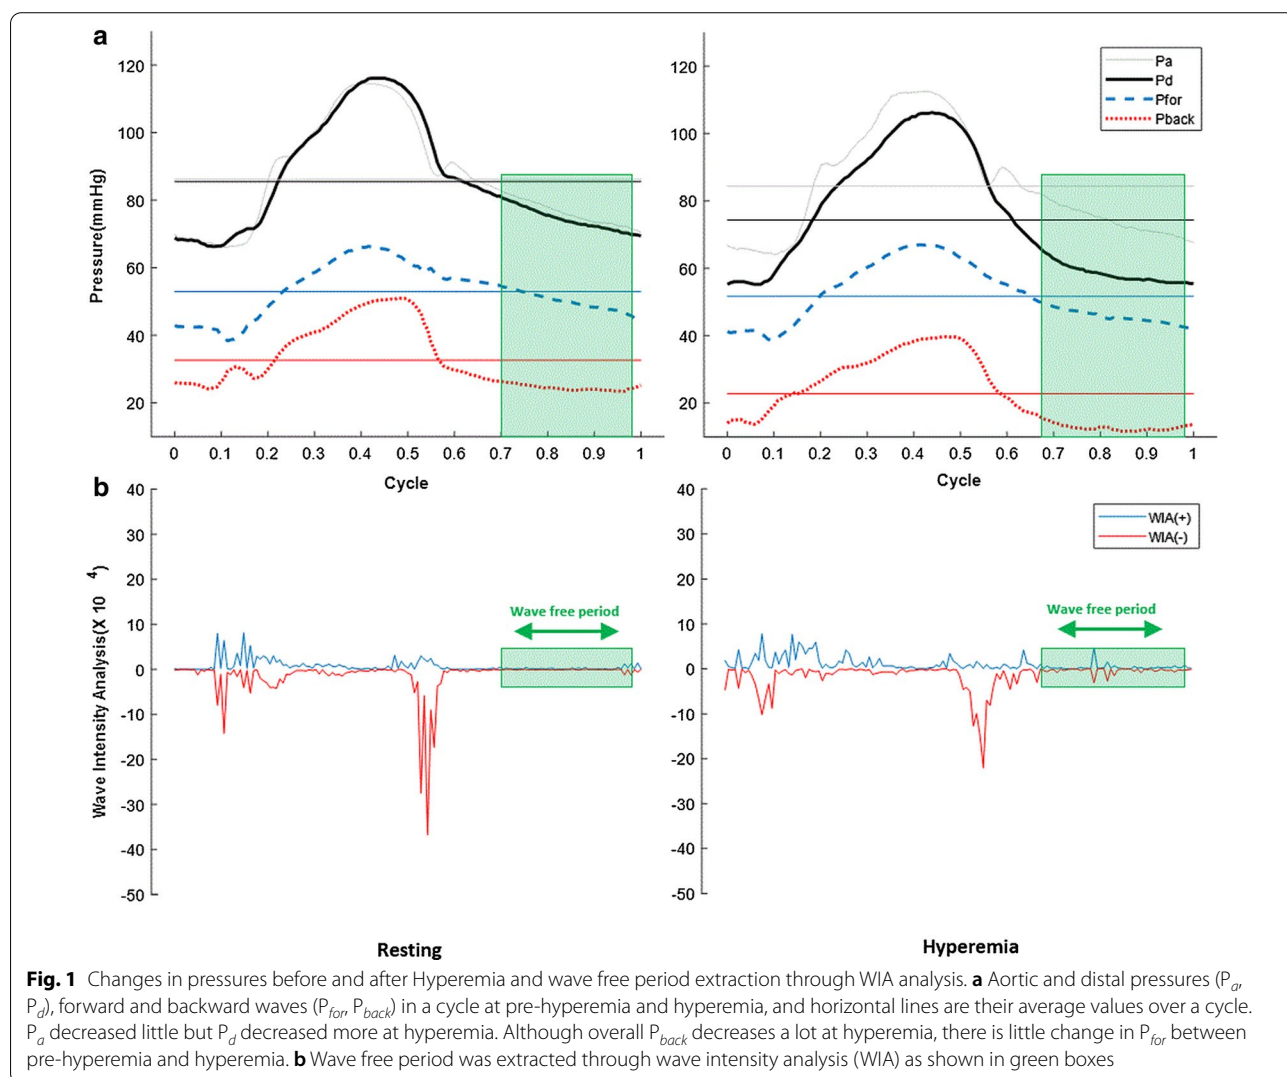 a
120
100
80
60
40
20
Pressure(mmHg)
0 0.1 0.2 0.3 0.4 0.5 0.6 0.7 0.8 0.9 1
Cycle
120
100
80
60
40
20
Pa
Pd
Pfor
Pback
0 0.1 0.2 0.3 0.4 0.5 0.6 0.7 0.8 0.9 1
Cycle
b
40
30
20
10
0
-10
-20
-30
-40
-50
Wave Intensity Analysis(X 10 4)
Wave free period
Resting
40
30
20
10
0
-10
-20
-30
-40
-50
WIA(+)
WIA(-)
Wave free period
Hyperemia
Fig. 1 Changes in pressures before and after Hyperemia and wave free period extraction through WIA analysis. a Aortic and distal pressures (Pa,
Pd), forward and backward waves (Pfor, Pback) in a cycle at pre-hyperemia and hyperemia, and horizontal lines are their average values over a cycle.
Pa decreased little but Pd decreased more at hyperemia. Although overall Pback decreases a lot at hyperemia, there is little change in Pfor between
pre-hyperemia and hyperemia. b Wave free period was extracted through wave intensity analysis (WIA) as shown in green boxes